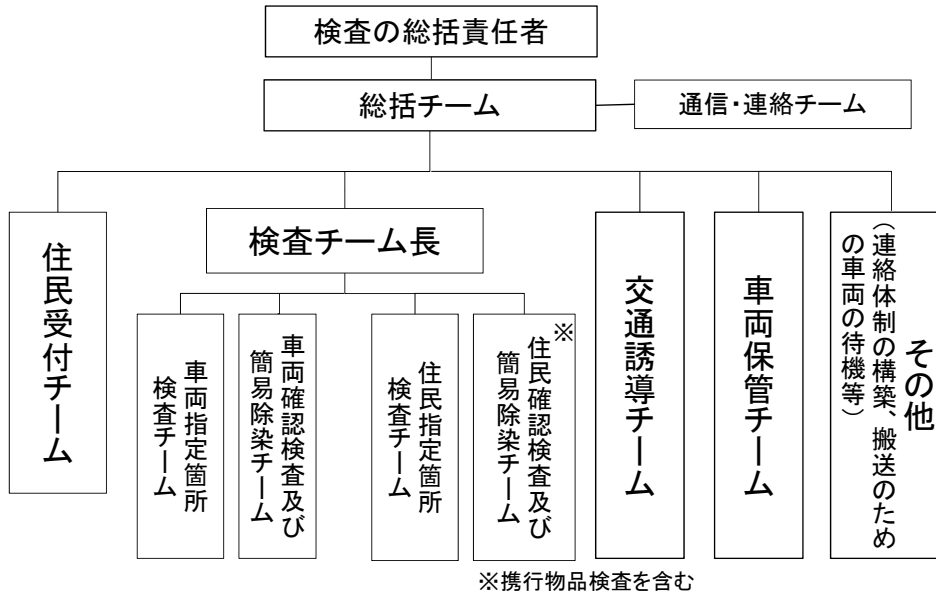 検査の総括責任者
総括チーム
通信・連絡チーム
住民受付チーム
検査チーム長
車両指定箇所
検査チーム
車両確認検査及び
簡易除染チーム
住民指定箇所
検査チーム
※
住民確認検査及び
簡易除染チーム
交通誘導チーム
車両保管チーム
その他
（連絡体制の構築、搬送のため
の車両の待機等）
※携行物品検査を含む